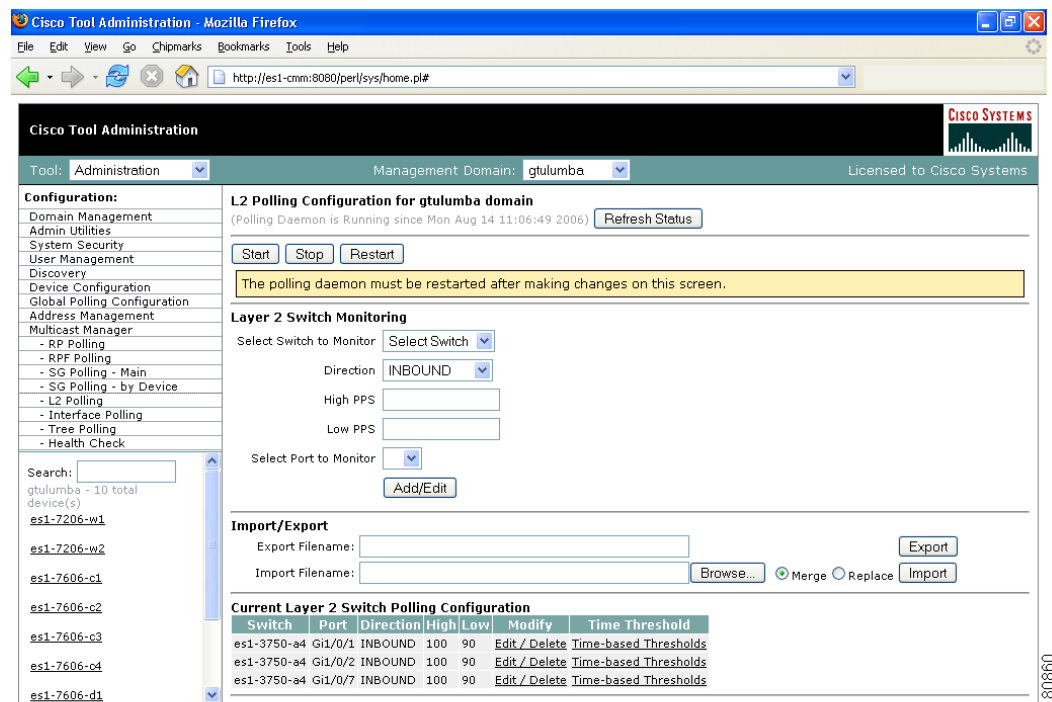 Cisco Tool Administration - Mozilla Firefox
File Edit View Go Chipmarks Bookmarks Tools Help
http://es1-cmm:8080/perl/sys/home.pl#
Cisco Tool Administration
CISCO SYSTEMS
Tool: Administration Management Domain: gtulumba Licensed to Cisco Systems
Configuration:
Domain Management
Admin Utilities
System Security
User Management
Discovery
Device Configuration
Global Polling Configuration
Address Management
Multicast Manager
- RP Polling
- RPF Polling
- SG Polling - Main
- SG Polling - by Device
- L2 Polling
- Interface Polling
- Tree Polling
- Health Check
Search:
gtulumba - 10 total
device(s)
es1-7206-w1
es1-7206-w2
es1-7606-c1
es1-7606-c2
es1-7606-c3
es1-7606-c4
es1-7606-d1
L2 Polling Configuration for gtulumba domain
(Polling Daemon is Running since Mon Aug 14 11:06:49 2006) Refresh Status
Start Stop Restart
The polling daemon must be restarted after making changes on this screen.
Layer 2 Switch Monitoring
Select Switch to Monitor Select Switch
Direction INBOUND
High PPS
Low PPS
Select Port to Monitor
Add/Edit
Import/Export
Export Filename: Export
Import Filename: Browse... Merge Replace Import
Current Layer 2 Switch Polling Configuration
Switch Port Direction High Low Modify Time Threshold
es1-3750-a4 Gi1/0/1 INBOUND 100 90 Edit / Delete Time-based Thresholds
es1-3750-a4 Gi1/0/2 INBOUND 100 90 Edit / Delete Time-based Thresholds
es1-3750-a4 Gi1/0/7 INBOUND 100 90 Edit / Delete Time-based Thresholds
80860